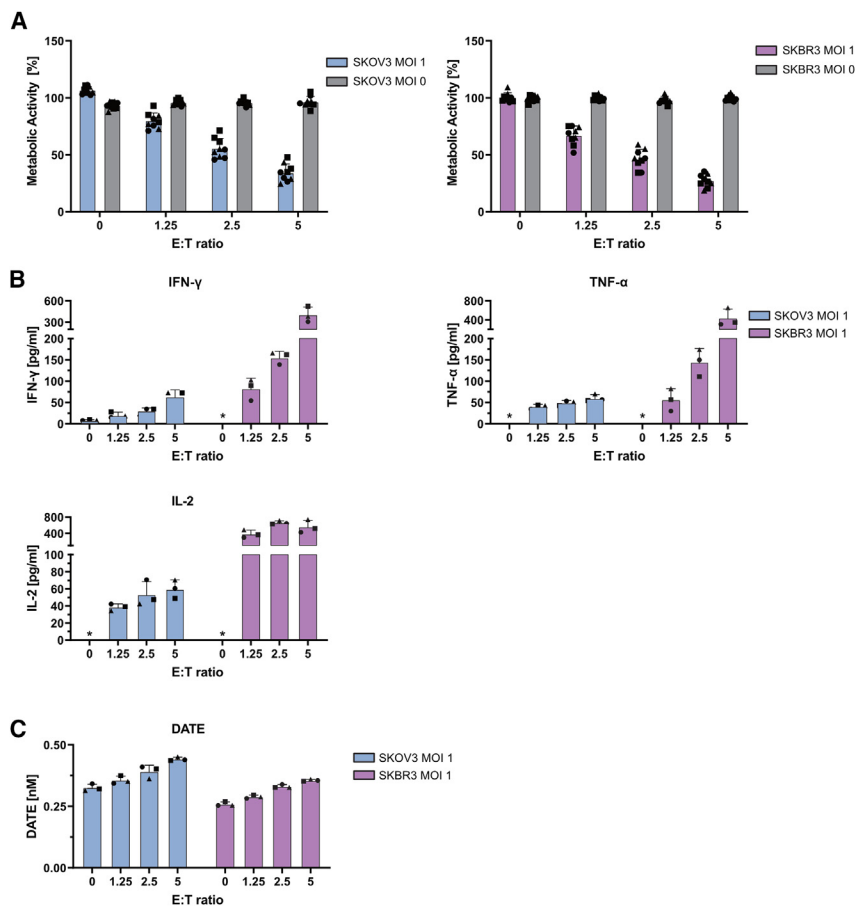 A
Metabolic Activity [%]
150
100
50
0
0 1.25 2.5 5
E:T ratio
SKOV3 MOI 1
SKOV3 MOI 0
Metabolic Activity [%]
150
100
50
0
0 1.25 2.5 5
E:T ratio
SKBR3 MOI 1
SKBR3 MOI 0
B
IFN-γ
IFN-γ [pg/ml]
600
300
200
150
100
50
0
* 
0 1.25 2.5 5 0 1.25 2.5 5
E:T ratio
TNF-α
TNF-α [pg/ml]
800
400
200
150
100
50
0
* *
0 1.25 2.5 5 0 1.25 2.5 5
E:T ratio
SKOV3 MOI 1
SKBR3 MOI 1
IL-2
IL-2 [pg/ml]
800
400
100
80
60
40
20
0
* *
0 1.25 2.5 5 0 1.25 2.5 5
E:T ratio
C
DATE
DATE [nM]
0.50
0.25
0.00
0 1.25 2.5 5 0 1.25 2.5 5
E:T ratio
SKOV3 MOI 1
SKBR3 MOI 1